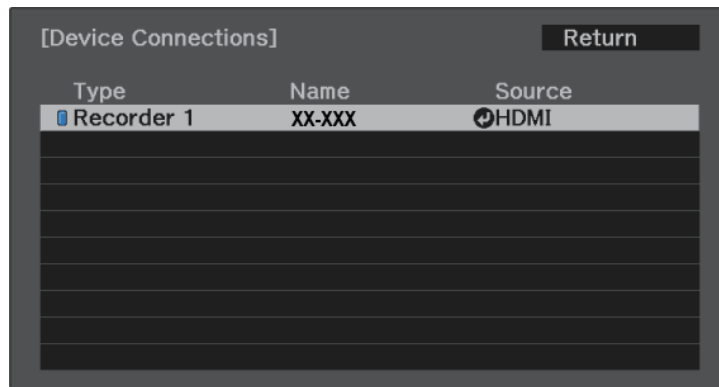 [Device Connections] Return
Type Name Source
Recorder 1 XX-XXX HDMI